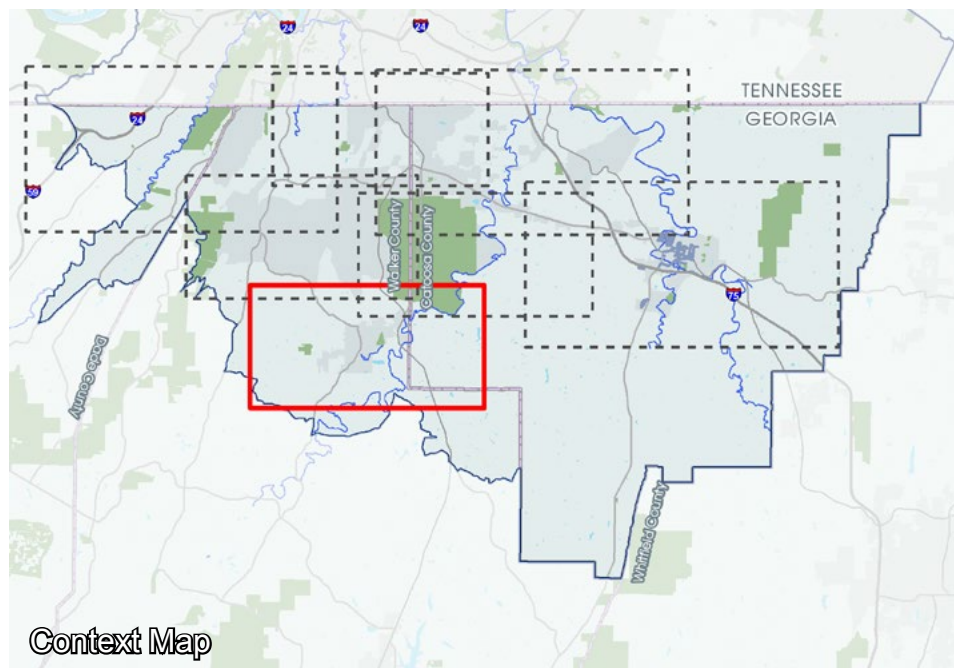 24
24
TENNESSEE
GEORGIA
24
59
Walker County
Catoosa County
75
Dade County
Whitfield County
Context Map